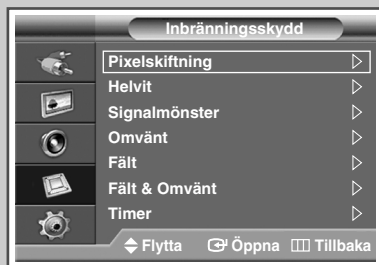 Inbränningsskydd
Pixelskiftning
Helvit
Signalmönster
Omvänt
Fält
Fält & Omvänt
Timer
Flytta Öppna Tillbaka